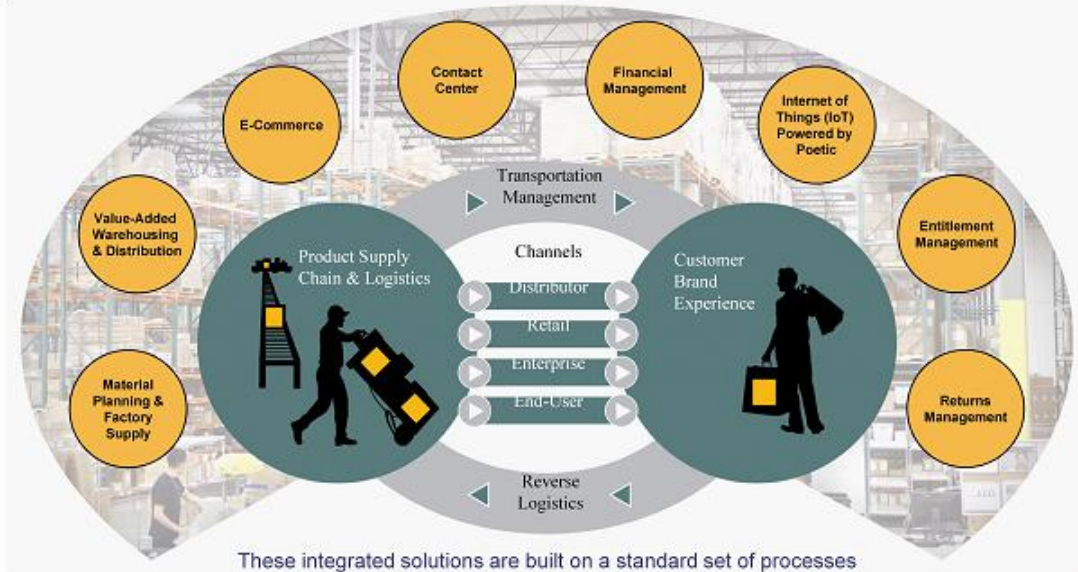 Contact
Center
Financial
Management
E-Commerce
Internet of
Things (IoT)
Powered by
Poetic
Value-Added
Warehousing
& Distribution
Entitlement
Management
Material
Planning &
Factory
Supply
Returns
Management
Transportation
Management
Product Supply
Chain & Logistics
Channels
Distributor
Retail
Enterprise
End-User
Customer
Brand
Experience
Reverse
Logistics
These integrated solutions are built on a standard set of processes